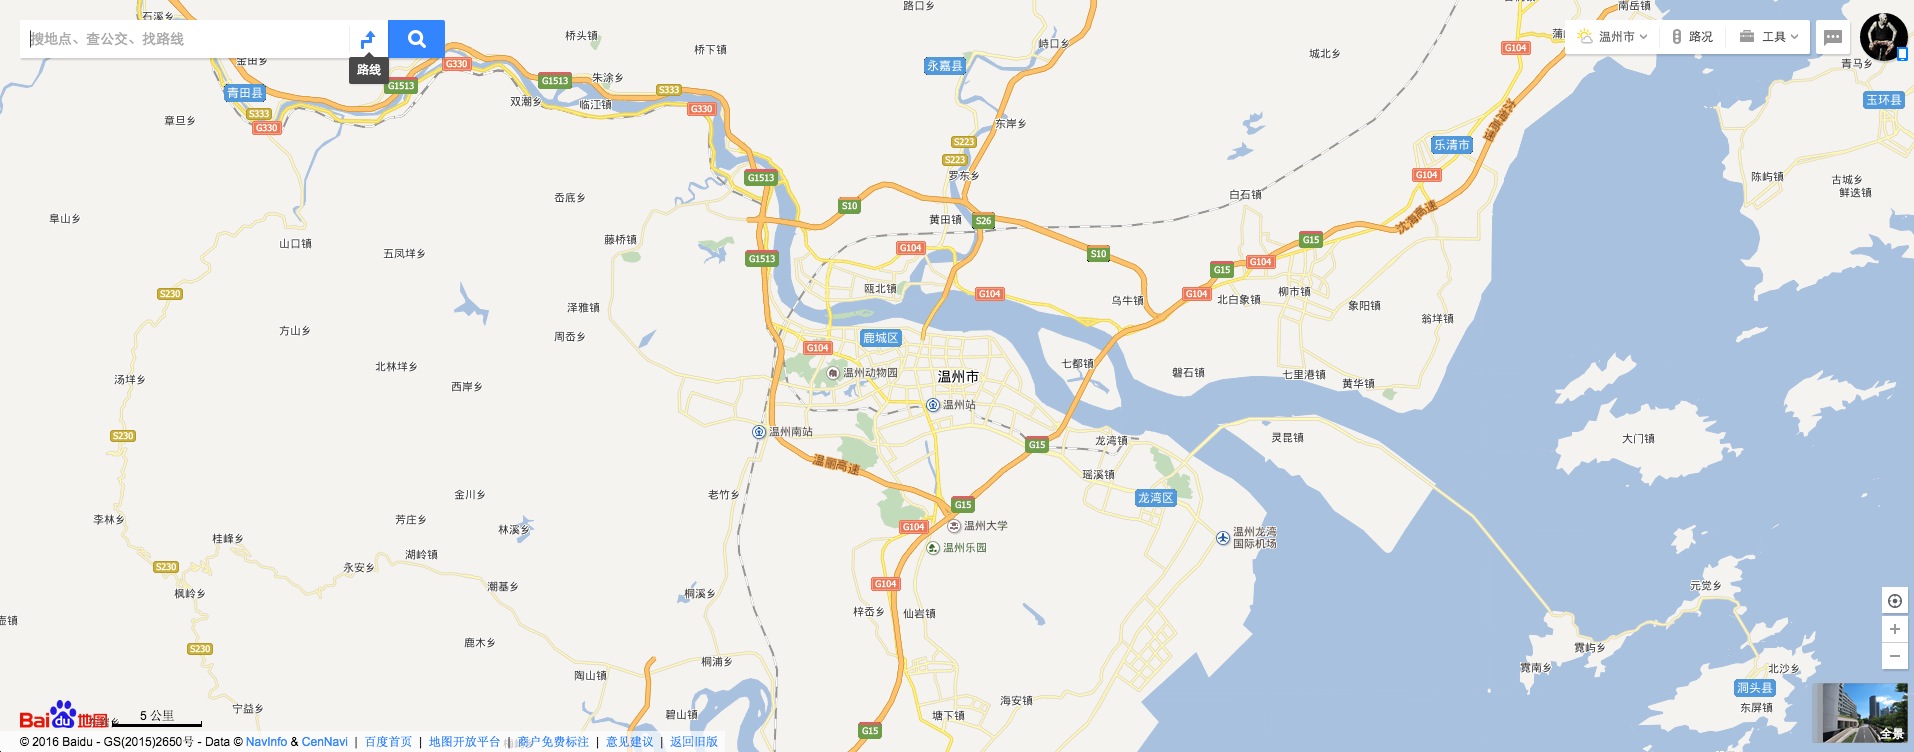 石溪乡
路口乡
南岳镇
搜地点、查公交、找路线
路线
桥头镇
桥下镇
峙口乡
城北乡
G104
温州市
路况
工具
金田乡
G330
G1513
朱涂乡
永嘉县
青马乡
青田县
S333
双潮乡
临江镇
G330
玉环县
S333
G330
章旦乡
东岸乡
沈海高速
S223
乐清市
S223
罗东乡
G1513
G104
陈屿镇
古城乡
鲜迭镇
岙底乡
白石镇
S10
阜山乡
黄田镇
S26
沈海高速
山口镇
藤桥镇
五凤垟乡
G104
S10
G15
G1513
G104
G15
S230
瓯北镇
G104
乌牛镇
G104
北白象镇
柳市镇
象阳镇
泽雅镇
翁垟镇
方山乡
周岙乡
鹿城区
G104
北林垟乡
温州动物园
温州市
七都镇
磐石镇
七里港镇
黄华镇
汤垟乡
西岸乡
温州站
S230
温州南站
G15
龙湾镇
灵昆镇
大门镇
温丽高速
瑶溪镇
金川乡
老竹乡
龙湾区
G15
李林乡
芳庄乡
林溪乡
G104
温州大学
桂峰乡
温州龙湾
国际机场
湖岭镇
温州乐园
S230
永安乡
潮基乡
G104
元觉乡
枫岭乡
桐溪乡
梓岙乡
仙岩镇
S230
鹿木乡
霓屿乡
桐浦乡
霓南乡
北沙乡
陶山镇
洞头县
海安镇
东屏镇
宁益乡
碧山镇
塘下镇
G15
全景
Bai du 地图
5 公里
© 2016 Baidu - GS(2015)2650号 - Data © NavInfo & CenNavi | 百度首页 | 地图开放平台 | 商户免费标注 | 意见建议 | 返回旧版